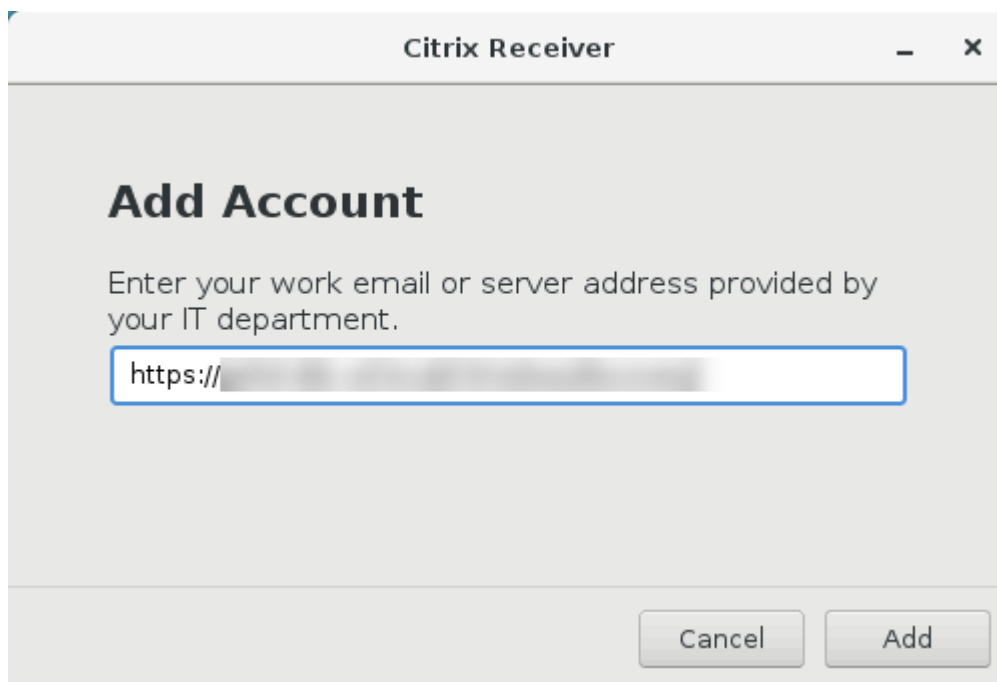 Citrix Receiver
Add Account
Enter your work email or server address provided by
your IT department.
https://
Cancel Add